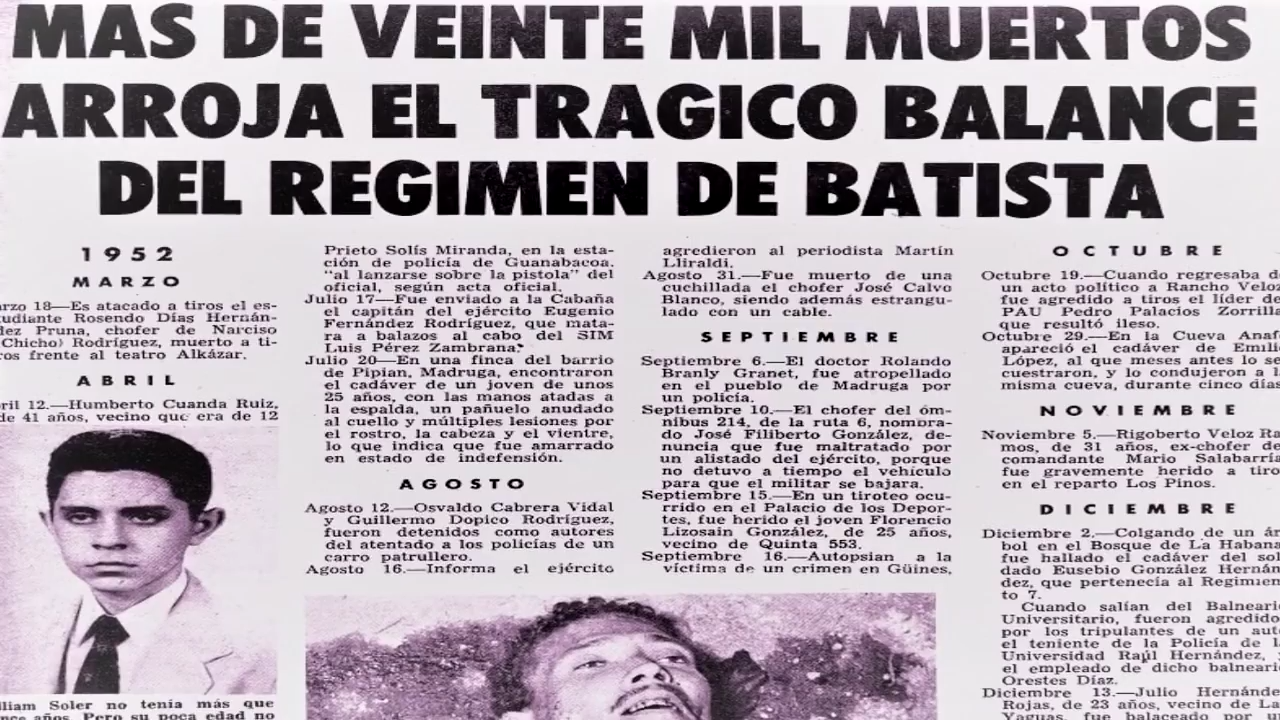 MAS DE VEINTE MIL MUERTOS
ARROJA EL TRAGICO BALANCE
DEL REGIMEN DE BATISTA
1952
MARZO
arzo 18—Es atacado a tiros el es-
tudiante Rosendo Días Hernán-
dez Pruna, chofer de Narciso
(Chicho) Rodríguez, muerto a ti-
ros frente al teatro Alkázar.
ABRIL
ril 12.—Humberto Cuanda Ruiz,
de 41 años, vecino que era de 12
lliam Soler no tenía más que
nce años. Pero su poca edad no
Prieto Solís Miranda, en la esta-
ción de policía de Guanabacoa.
"al lanzarse sobre la pistola" del
oficial, según acta oficial.
Julio 17—Fue enviado a la Cabaña
el capitán del ejército Eugenio
Fernández Rodríguez, que mata-
ra a balazos al cabo del SIM
Luis Pérez Zambrana.
Julio 20—En una finca del barrio
de Pipian, Madruga, encontraron
el cadáver de un joven de unos
25 años, con las manos atadas a
la espalda, un pañuelo anudado
al cuello y múltiples lesiones por
el rostro, la cabeza y el vientre,
lo que indica que fue amarrado
en estado de indefensión.
AGOSTO
Agosto 12.—Osvaldo Cabrera Vidal
y Guillermo Dopico Rodríguez,
fueron detenidos como autores
del atentado a los policías de un
carro patrullero.
Agosto 16.—Informa el ejército
agredieron al periodista Martín
Lliraldi.
Agosto 31.—Fue muerto de una
cuchillada el chofer José Calvo
Blanco, siendo además estrangu-
lado con un cable.
SEPTIEMBRE
Septiembre 6.—El doctor Rolando
Branly Granet, fue atropellado
en el pueblo de Madruga por
un policía.
Septiembre 10.—El chofer del óm-
nibus 214, de la ruta 6, nombra-
do José Filiberto González, de-
nuncia que fue maltratado por
un alistado del ejército, porque
no detuvo a tiempo el vehículo
para que el militar se bajara.
Septiembre 15.—En un tiroteo ocu-
rrido en el Palacio de los Depor-
tes, fue herido el joven Florencio
Lizosain González, de 25 años,
vecino de Quinta 553.
Septiembre 16.—Autopsian a la
víctima de un crimen en Güines,
OCTUBRE
Octubre 19.—Cuando regresaba d
un acto político a Rancho Veloz
fue agredido a tiros el líder de
PAU Pedro Palacios Zorrilla
que resultó ileso.
Octubre 29.—En la Cueva Anaf
apareció el cadáver de Emili
López, al que meses antes lo se
cuestraron, y lo condujeron a l
misma cueva, durante cinco días
NOVIEMBRE
Noviembre 5.—Rigoberto Veloz Ra
mos, de 31 años, ex-chofer de
comandante Mario Salabarría
fue gravemente herido a tiro
en el reparto Los Pinos.
DICIEMBRE
Diciembre 2.—Colgando de un ár
bol en el Bosque de La Habana
fue hallado el cadáver del sol
dado Eusebio González Hernán
dez, que pertenecía al Regimien
to 7.
Cuando salían del Balneari
Universitario, fueron agredido
por los tripulantes de un aut
el teniente de la Policía de la
Universidad Raúl Hernández, y
el empleado de dicho balneari
Orestes Díaz.
Diciembre 13.—Julio Hernánde
Rojas, de 23 años, vecino de La
Yaguas, fue balaceado por u